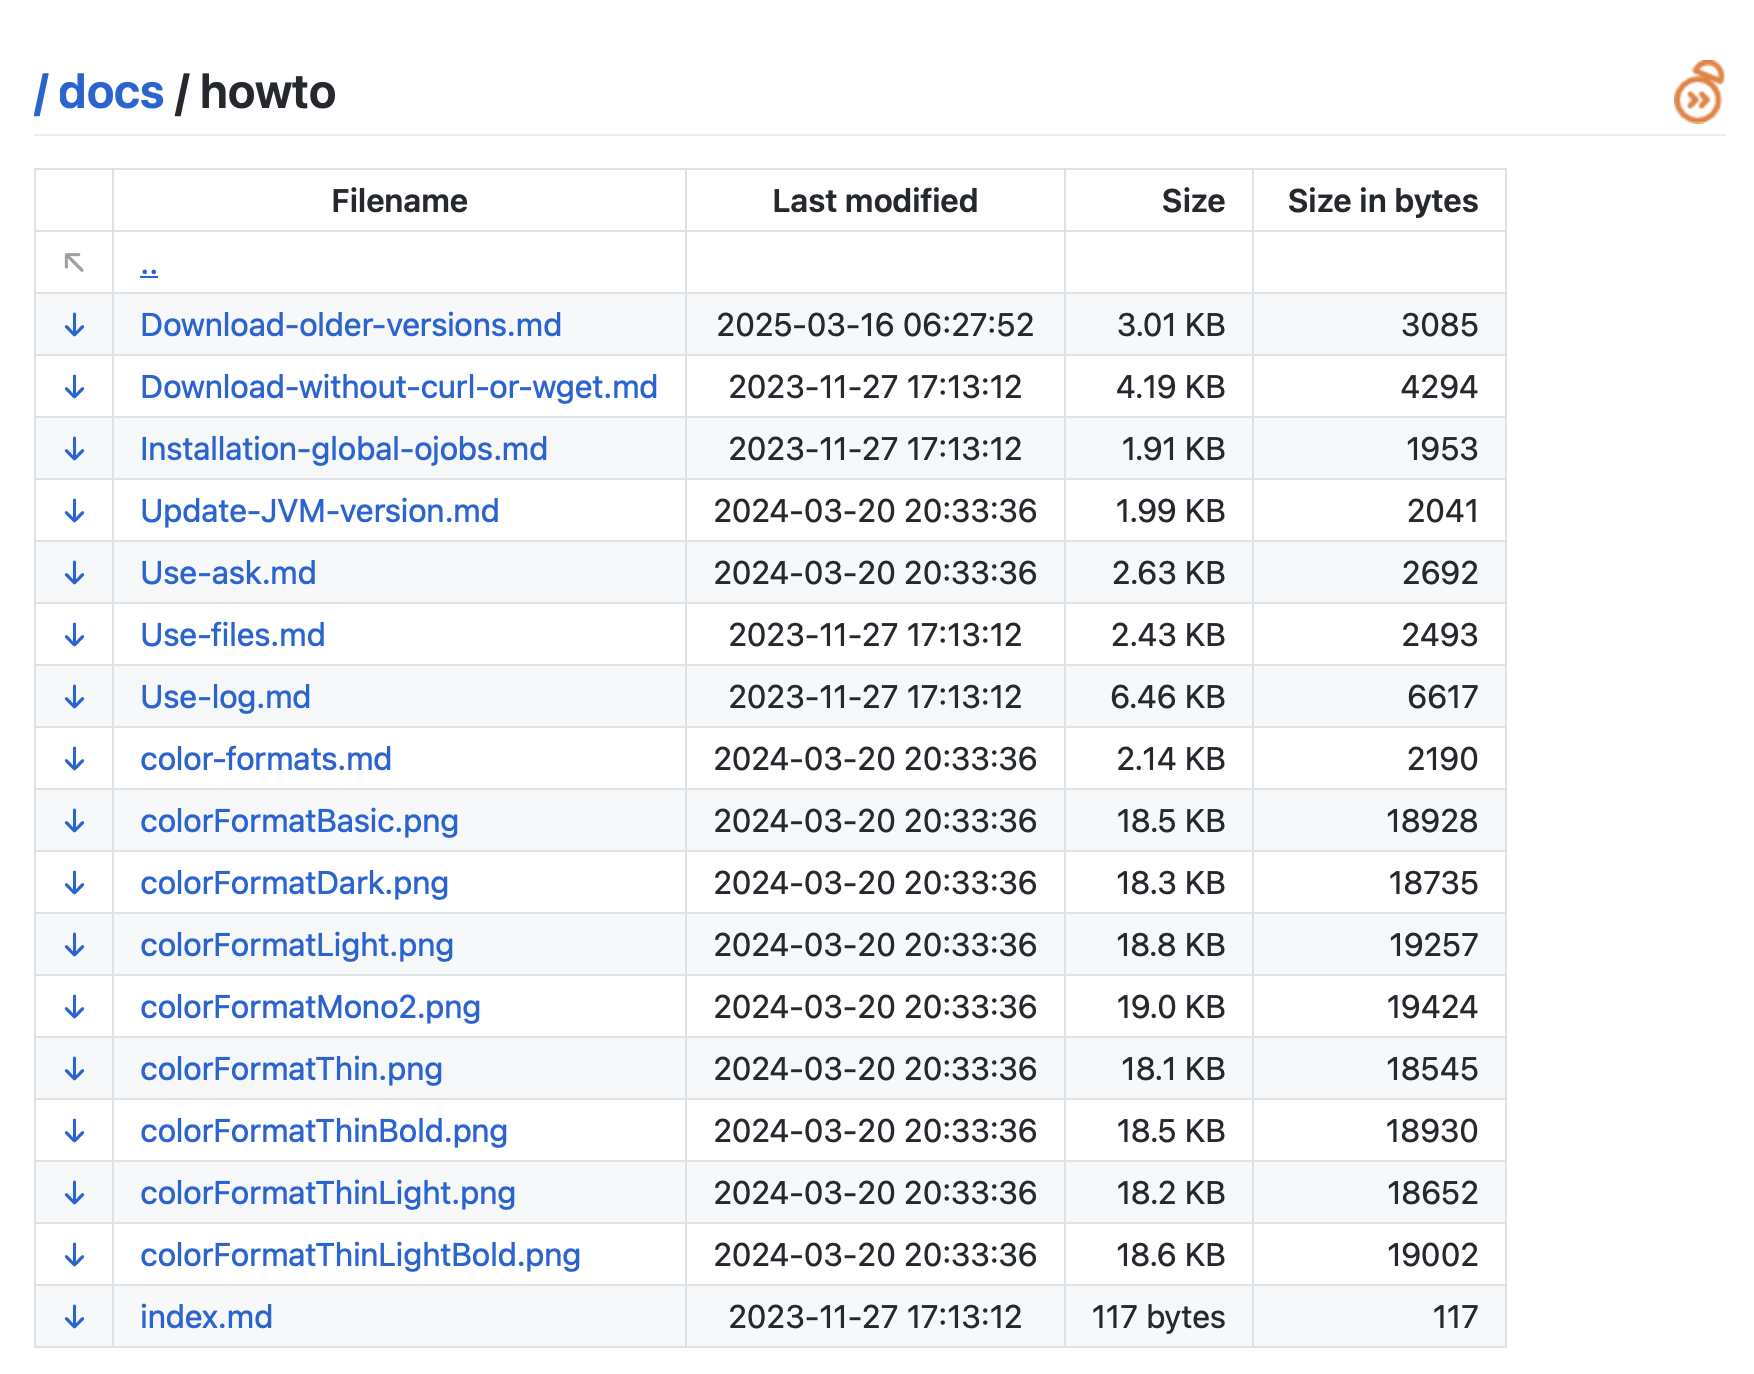 / docs / howto
Filename Last modified Size Size in bytes
..
Download-older-versions.md 2025-03-16 06:27:52 3.01 KB 3085
Download-without-curl-or-wget.md 2023-11-27 17:13:12 4.19 KB 4294
Installation-global-ojobs.md 2023-11-27 17:13:12 1.91 KB 1953
Update-JVM-version.md 2024-03-20 20:33:36 1.99 KB 2041
Use-ask.md 2024-03-20 20:33:36 2.63 KB 2692
Use-files.md 2023-11-27 17:13:12 2.43 KB 2493
Use-log.md 2023-11-27 17:13:12 6.46 KB 6617
color-formats.md 2024-03-20 20:33:36 2.14 KB 2190
colorFormatBasic.png 2024-03-20 20:33:36 18.5 KB 18928
colorFormatDark.png 2024-03-20 20:33:36 18.3 KB 18735
colorFormatLight.png 2024-03-20 20:33:36 18.8 KB 19257
colorFormatMono2.png 2024-03-20 20:33:36 19.0 KB 19424
colorFormatThin.png 2024-03-20 20:33:36 18.1 KB 18545
colorFormatThinBold.png 2024-03-20 20:33:36 18.5 KB 18930
colorFormatThinLight.png 2024-03-20 20:33:36 18.2 KB 18652
colorFormatThinLightBold.png 2024-03-20 20:33:36 18.6 KB 19002
index.md 2023-11-27 17:13:12 117 bytes 117